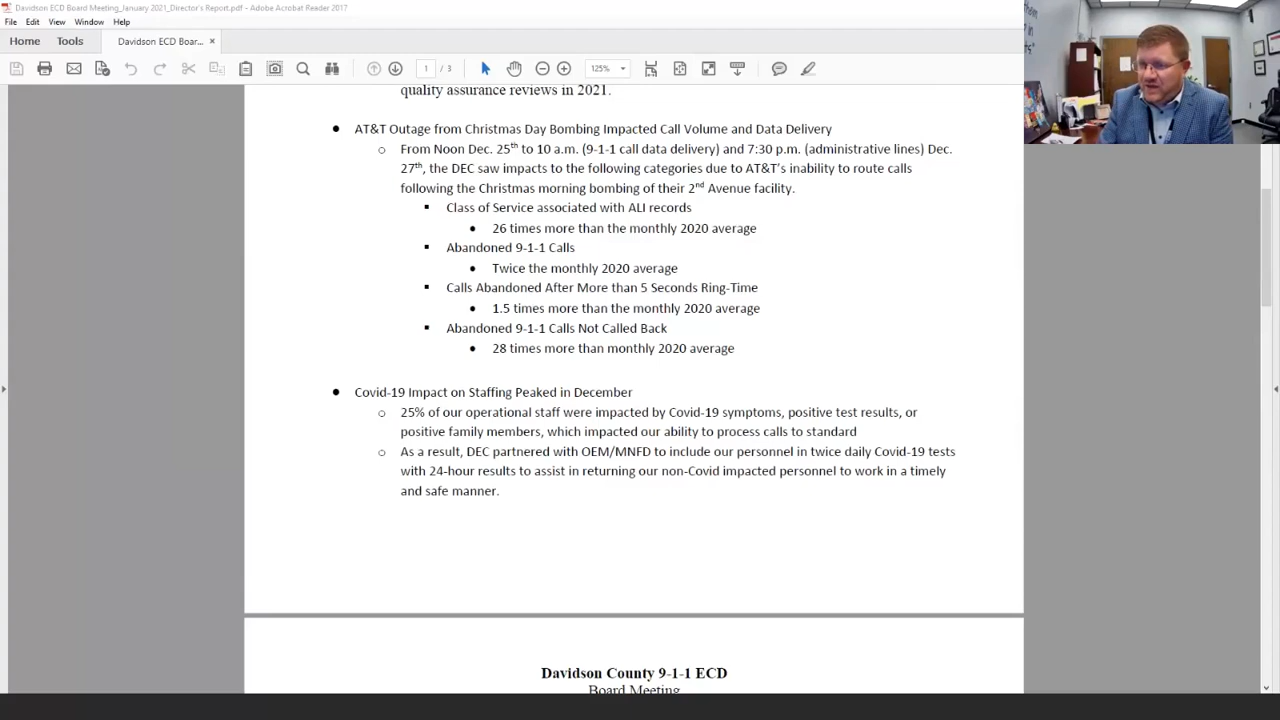 Davidson ECD Board Meeting_January 2021_Director's Report.pdf - Adobe Acrobat Reader 2017
File Edit View Window Help
Home Tools Davidson ECD Boar... ×
1 / 3 125%
quality assurance reviews in 2021.
● AT&T Outage from Christmas Day Bombing Impacted Call Volume and Data Delivery
o From Noon Dec. 25th to 10 a.m. (9-1-1 call data delivery) and 7:30 p.m. (administrative lines) Dec.
27th, the DEC saw impacts to the following categories due to AT&T's inability to route calls
following the Christmas morning bombing of their 2nd Avenue facility.
▪ Class of Service associated with ALI records
● 26 times more than the monthly 2020 average
▪ Abandoned 9-1-1 Calls
● Twice the monthly 2020 average
▪ Calls Abandoned After More than 5 Seconds Ring-Time
● 1.5 times more than the monthly 2020 average
▪ Abandoned 9-1-1 Calls Not Called Back
● 28 times more than monthly 2020 average
● Covid-19 Impact on Staffing Peaked in December
o 25% of our operational staff were impacted by Covid-19 symptoms, positive test results, or
positive family members, which impacted our ability to process calls to standard
o As a result, DEC partnered with OEM/MNFD to include our personnel in twice daily Covid-19 tests
with 24-hour results to assist in returning our non-Covid impacted personnel to work in a timely
and safe manner.
Davidson County 9-1-1 ECD
Board Meeting